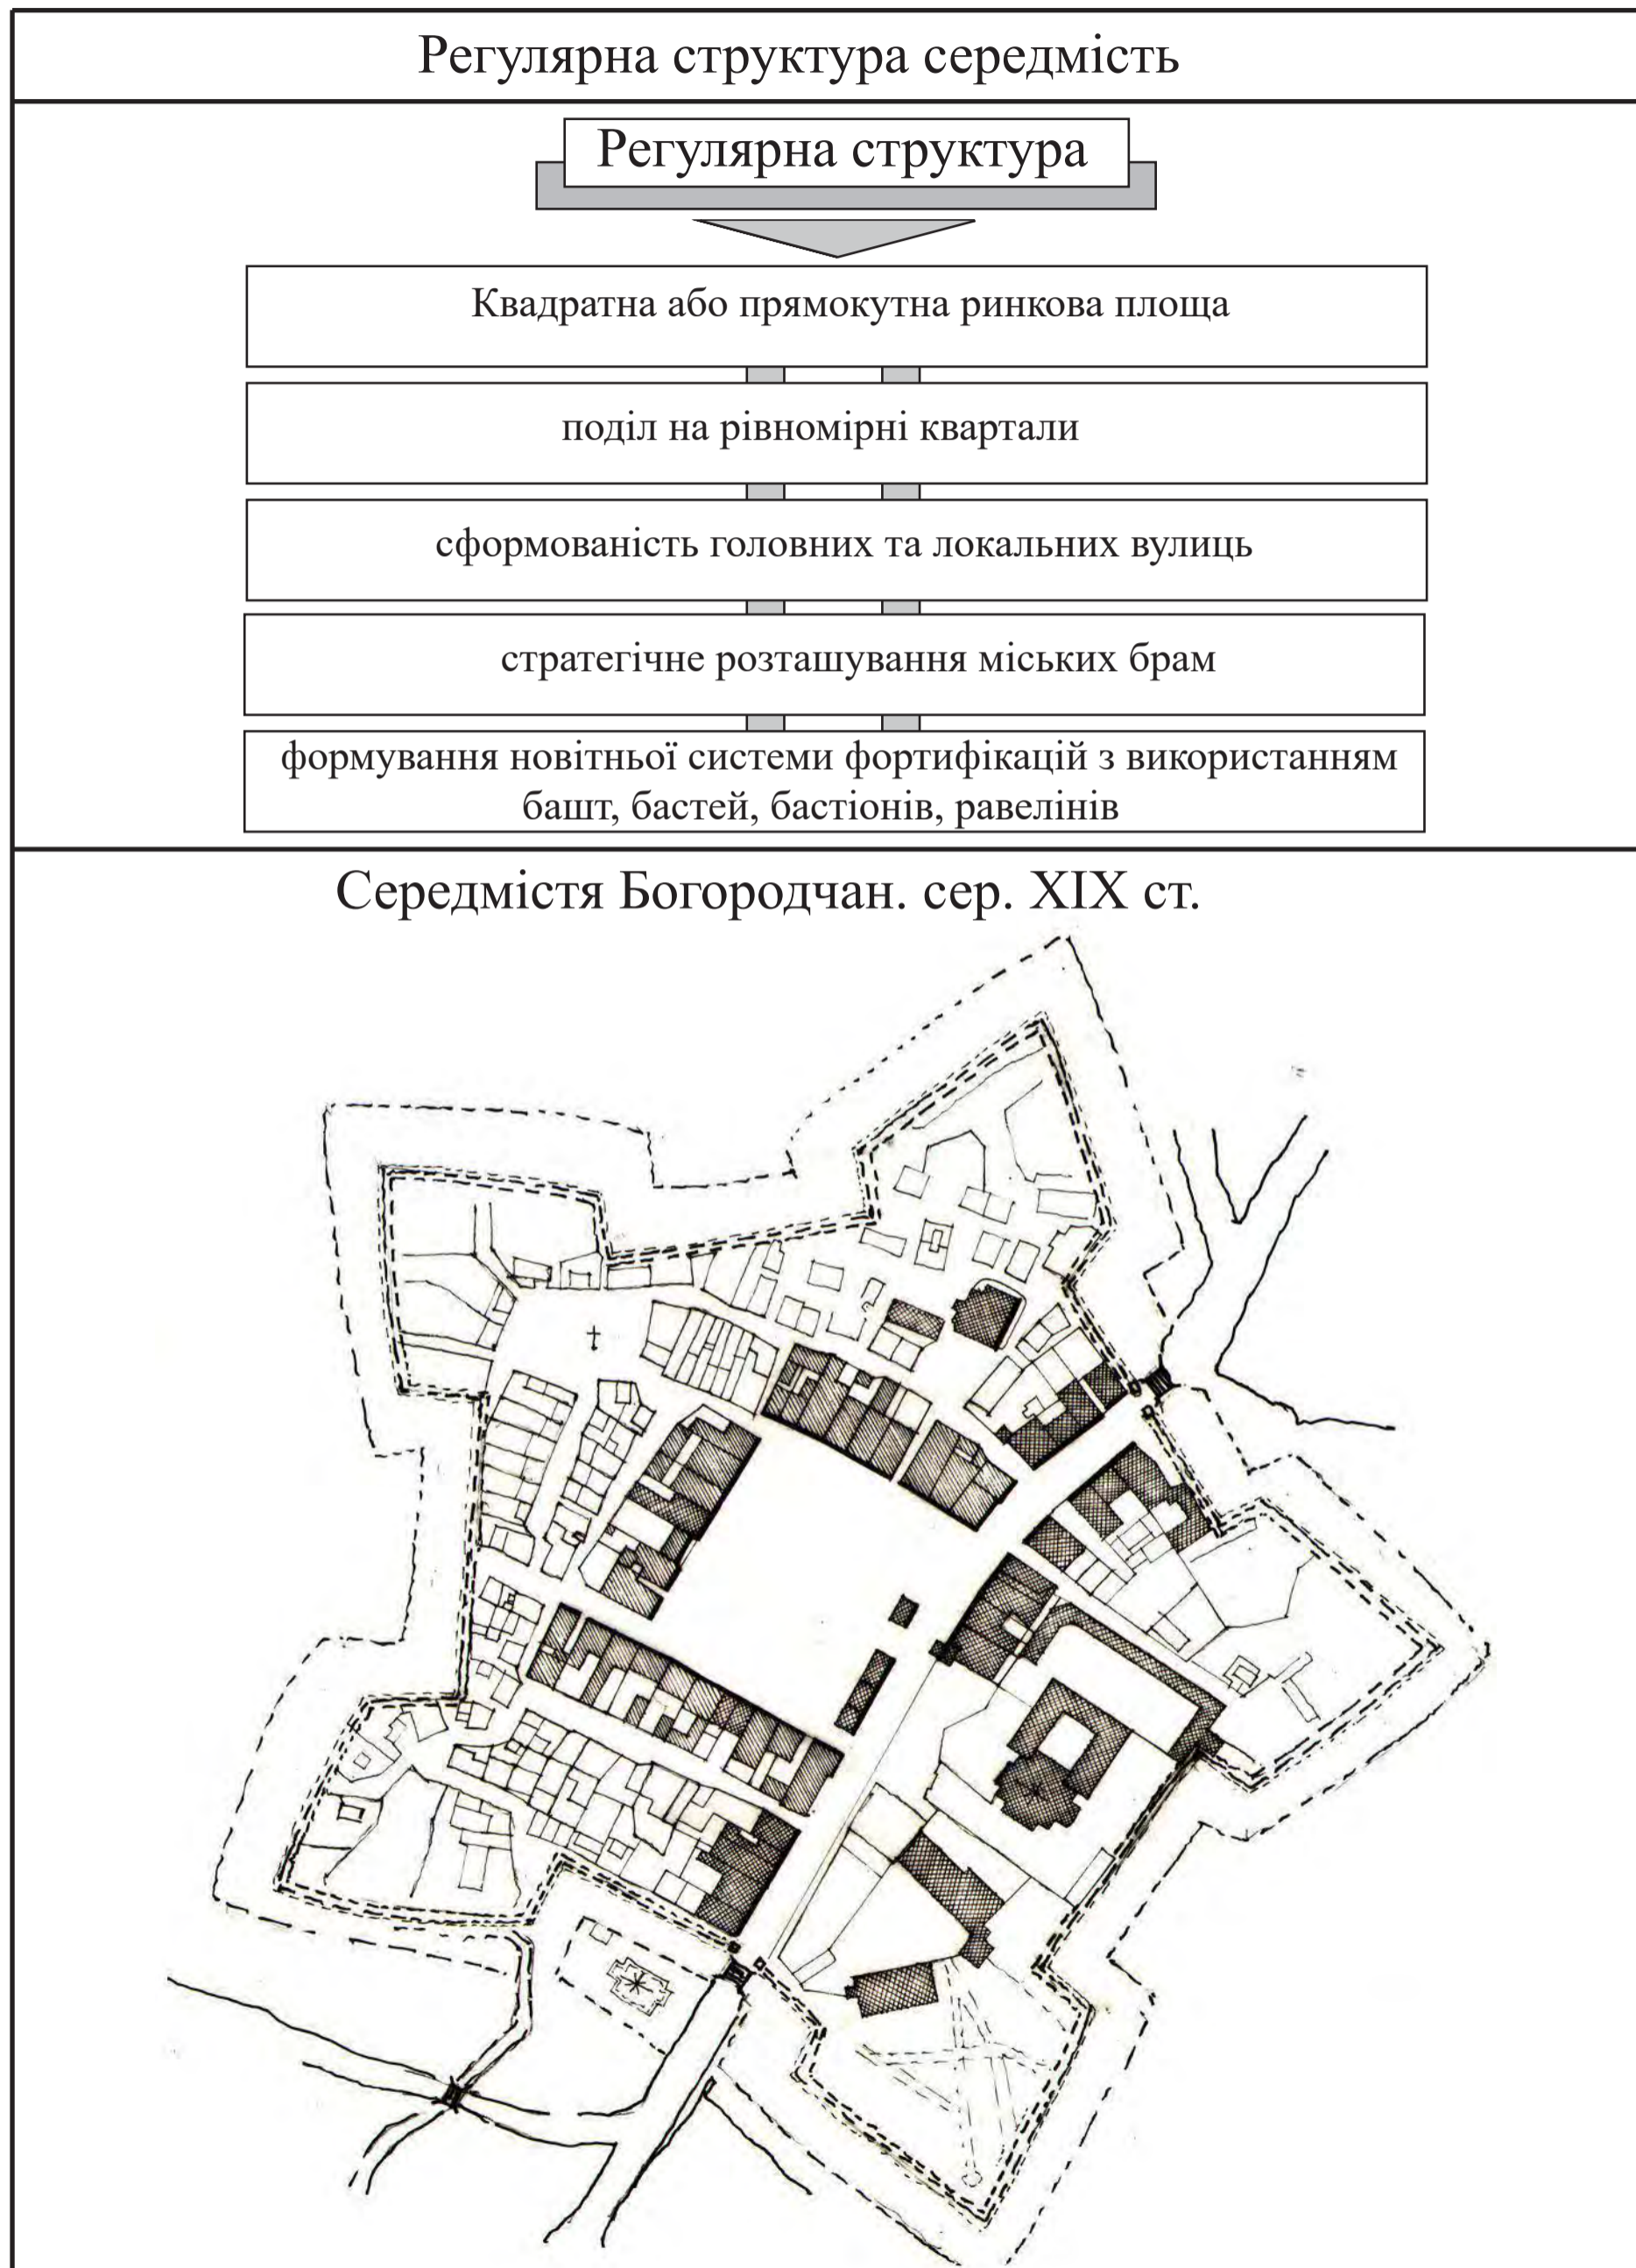 Регулярна структура середмість
Регулярна структура
Квадратна або прямокутна ринкова площа
поділ на рівномірні квартали
сформованість головних та локальних вулиць
стратегічне розташування міських брам
формування новітньої системи фортифікацій з використанням
башт, бастей, бастіонів, равелінів
Середмістя Богородчан. сер. XIX ст.